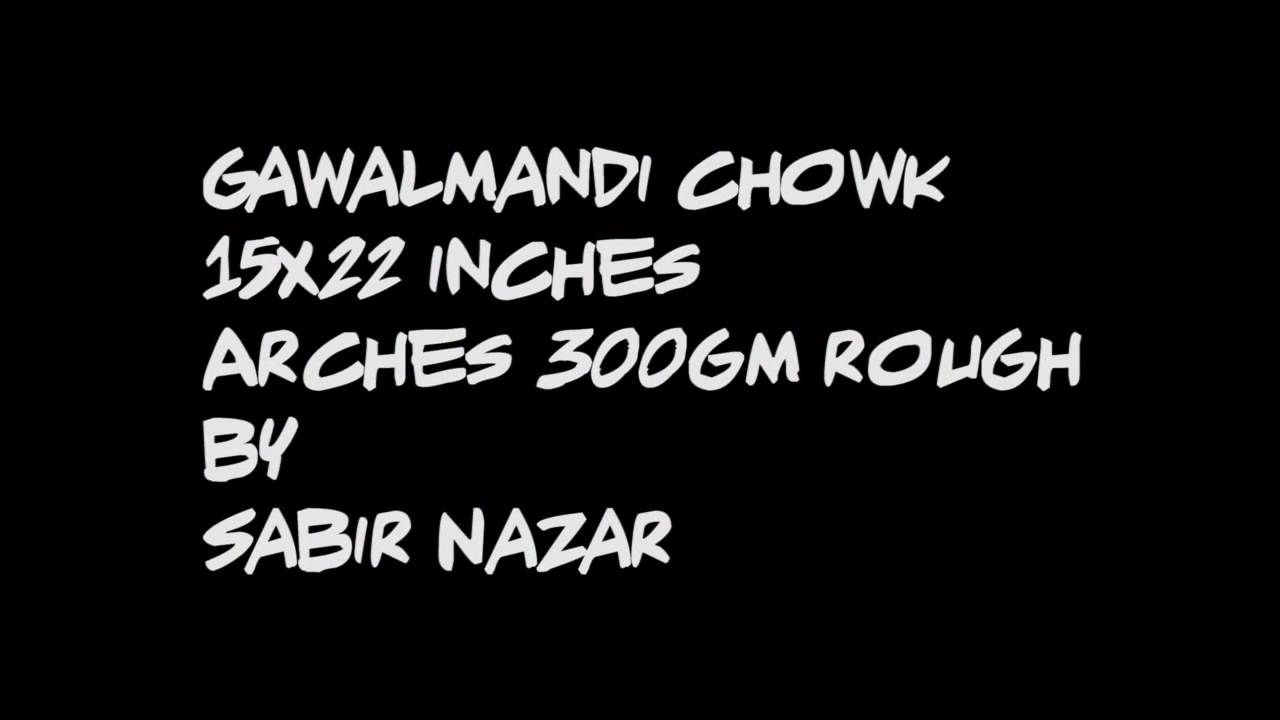 GAWALMANDI CHOWK
15X22 INCHES
ARCHES 300GM ROUGH
BY
SABIR NAZAR